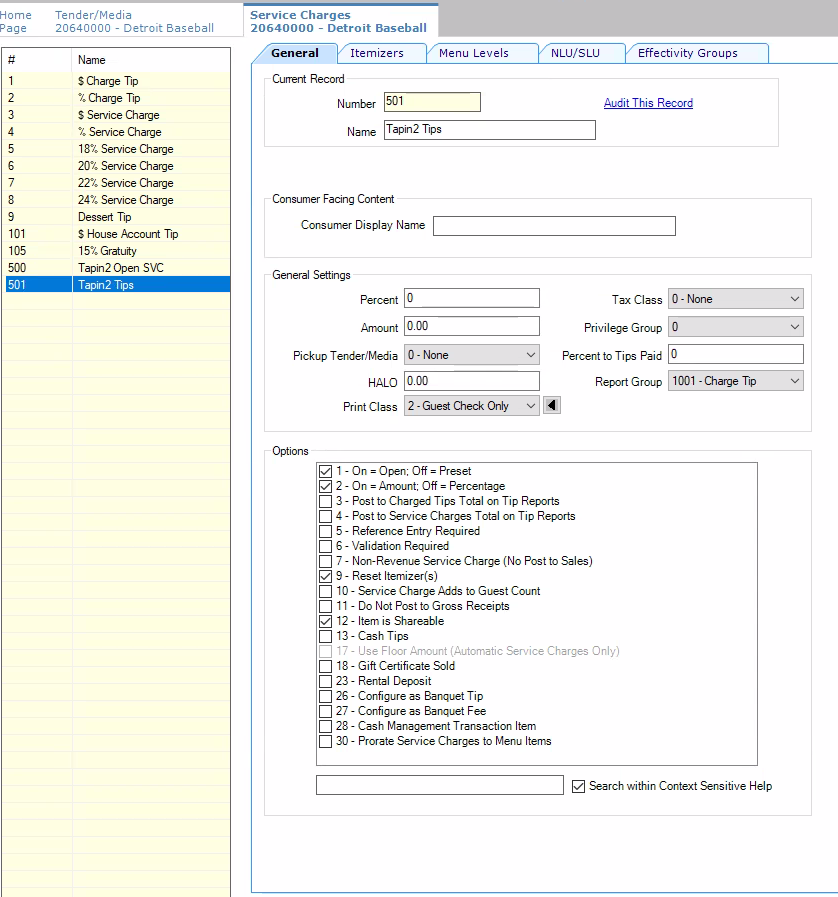 Home Page
Tender/Media
20640000 - Detroit Baseball
Service Charges
20640000 - Detroit Baseball
# Name
1 $ Charge Tip
2 % Charge Tip
3 $ Service Charge
4 % Service Charge
5 18% Service Charge
6 20% Service Charge
7 22% Service Charge
8 24% Service Charge
9 Dessert Tip
101 $ House Account Tip
105 15% Gratuity
500 Tapin2 Open SVC
501 Tapin2 Tips
General Itemizers Menu Levels NLU/SLU Effectivity Groups
Current Record
Number 501 Audit This Record
Name Tapin2 Tips
Consumer Facing Content
Consumer Display Name
General Settings
Percent 0 Tax Class 0 - None
Amount 0.00 Privilege Group 0
Pickup Tender/Media 0 - None Percent to Tips Paid 0
HALO 0.00 Report Group 1001 - Charge Tip
Print Class 2 - Guest Check Only
Options
1 - On = Open; Off = Preset
2 - On = Amount; Off = Percentage
3 - Post to Charged Tips Total on Tip Reports
4 - Post to Service Charges Total on Tip Reports
5 - Reference Entry Required
6 - Validation Required
7 - Non-Revenue Service Charge (No Post to Sales)
9 - Reset Itemizer(s)
10 - Service Charge Adds to Guest Count
11 - Do Not Post to Gross Receipts
12 - Item is Shareable
13 - Cash Tips
17 - Use Floor Amount (Automatic Service Charges Only)
18 - Gift Certificate Sold
23 - Rental Deposit
26 - Configure as Banquet Tip
27 - Configure as Banquet Fee
28 - Cash Management Transaction Item
30 - Prorate Service Charges to Menu Items
Search within Context Sensitive Help